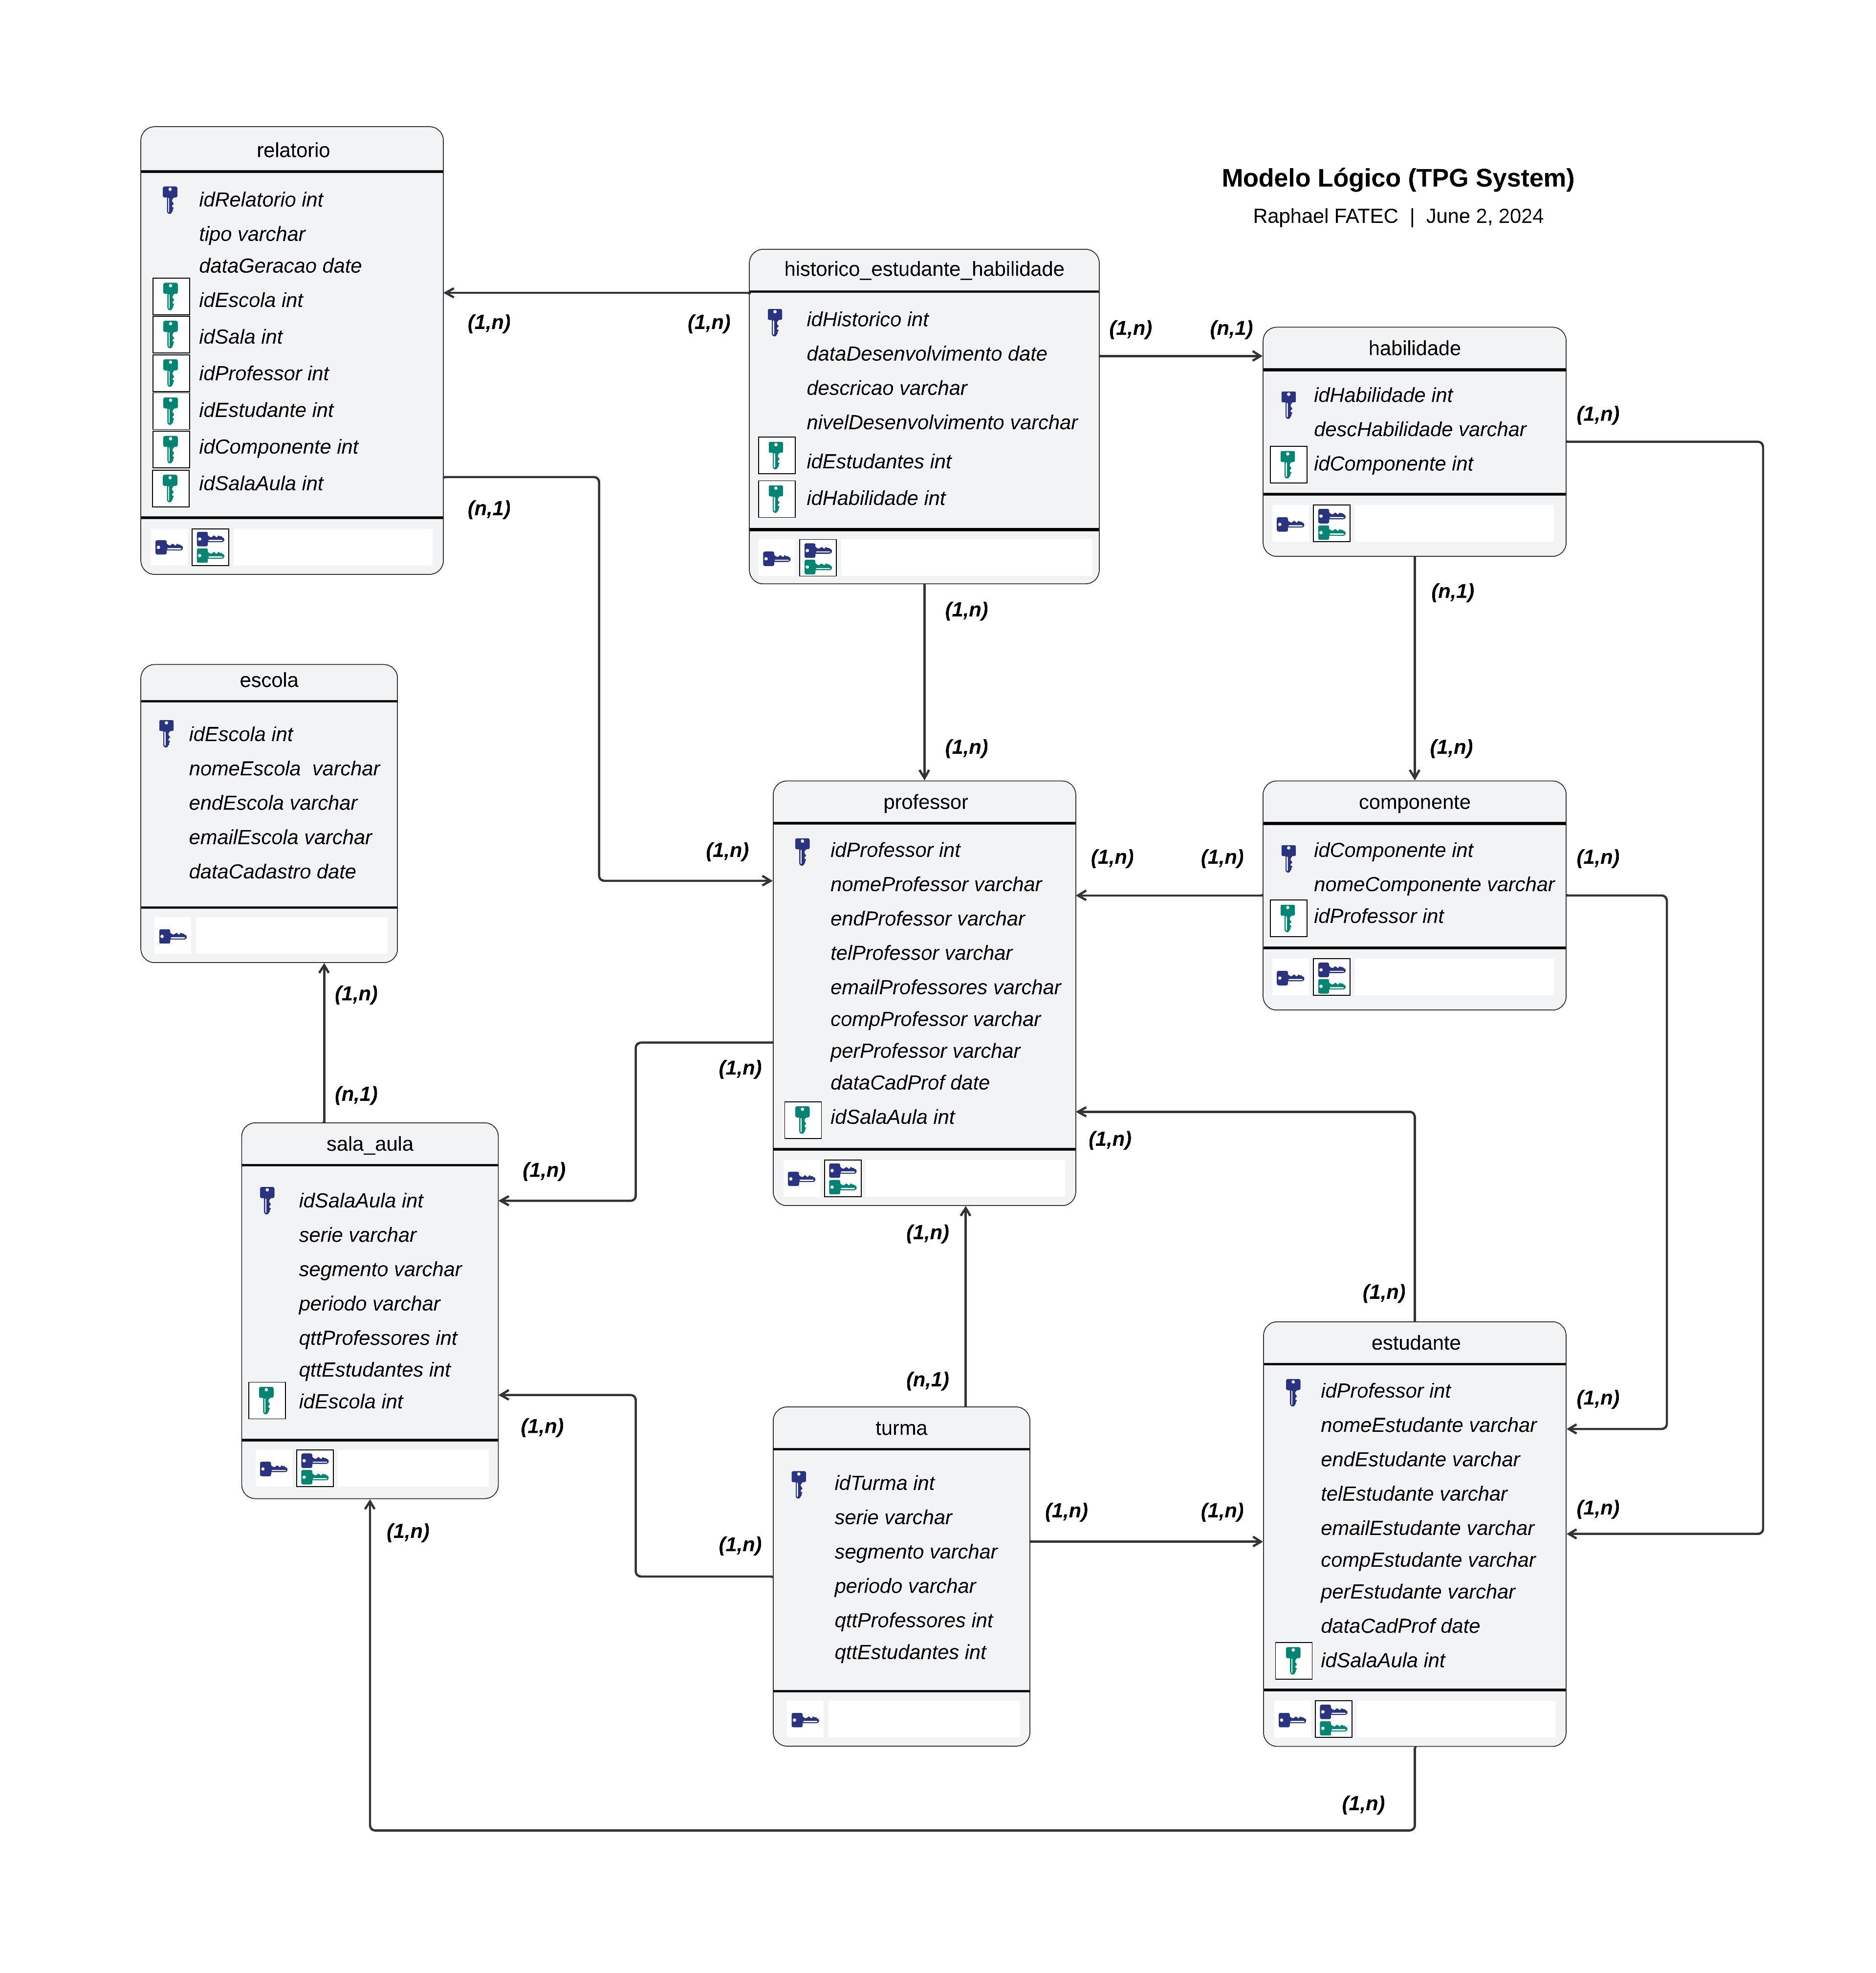 Modelo Lógico (TPG System)
Raphael FATEC | June 2, 2024
relatorio
idRelatorio int
tipo varchar
dataGeracao date
idEscola int
idSala int
idProfessor int
idEstudante int
idComponente int
idSalaAula int
(1,n)
(1,n)
(n,1)
historico_estudante_habilidade
idHistorico int
dataDesenvolvimento date
descricao varchar
nivelDesenvolvimento varchar
idEstudantes int
idHabilidade int
(1,n)
(n,1)
(1,n)
(1,n)
habilidade
idHabilidade int
descHabilidade varchar
idComponente int
(1,n)
(n,1)
(1,n)
escola
idEscola int
nomeEscola  varchar
endEscola varchar
emailEscola varchar
dataCadastro date
(1,n)
(n,1)
professor
idProfessor int
nomeProfessor varchar
endProfessor varchar
telProfessor varchar
emailProfessores varchar
compProfessor varchar
perProfessor varchar
dataCadProf date
idSalaAula int
(1,n)
(1,n)
(1,n)
(1,n)
(1,n)
(1,n)
componente
idComponente int
nomeComponente varchar
idProfessor int
(1,n)
sala_aula
idSalaAula int
serie varchar
segmento varchar
periodo varchar
qttProfessores int
qttEstudantes int
idEscola int
(1,n)
(1,n)
(1,n)
(n,1)
turma
idTurma int
serie varchar
segmento varchar
periodo varchar
qttProfessores int
qttEstudantes int
(1,n)
(1,n)
(1,n)
(1,n)
estudante
idProfessor int
nomeEstudante varchar
endEstudante varchar
telEstudante varchar
emailEstudante varchar
compEstudante varchar
perEstudante varchar
dataCadProf date
idSalaAula int
(1,n)
(1,n)
(1,n)